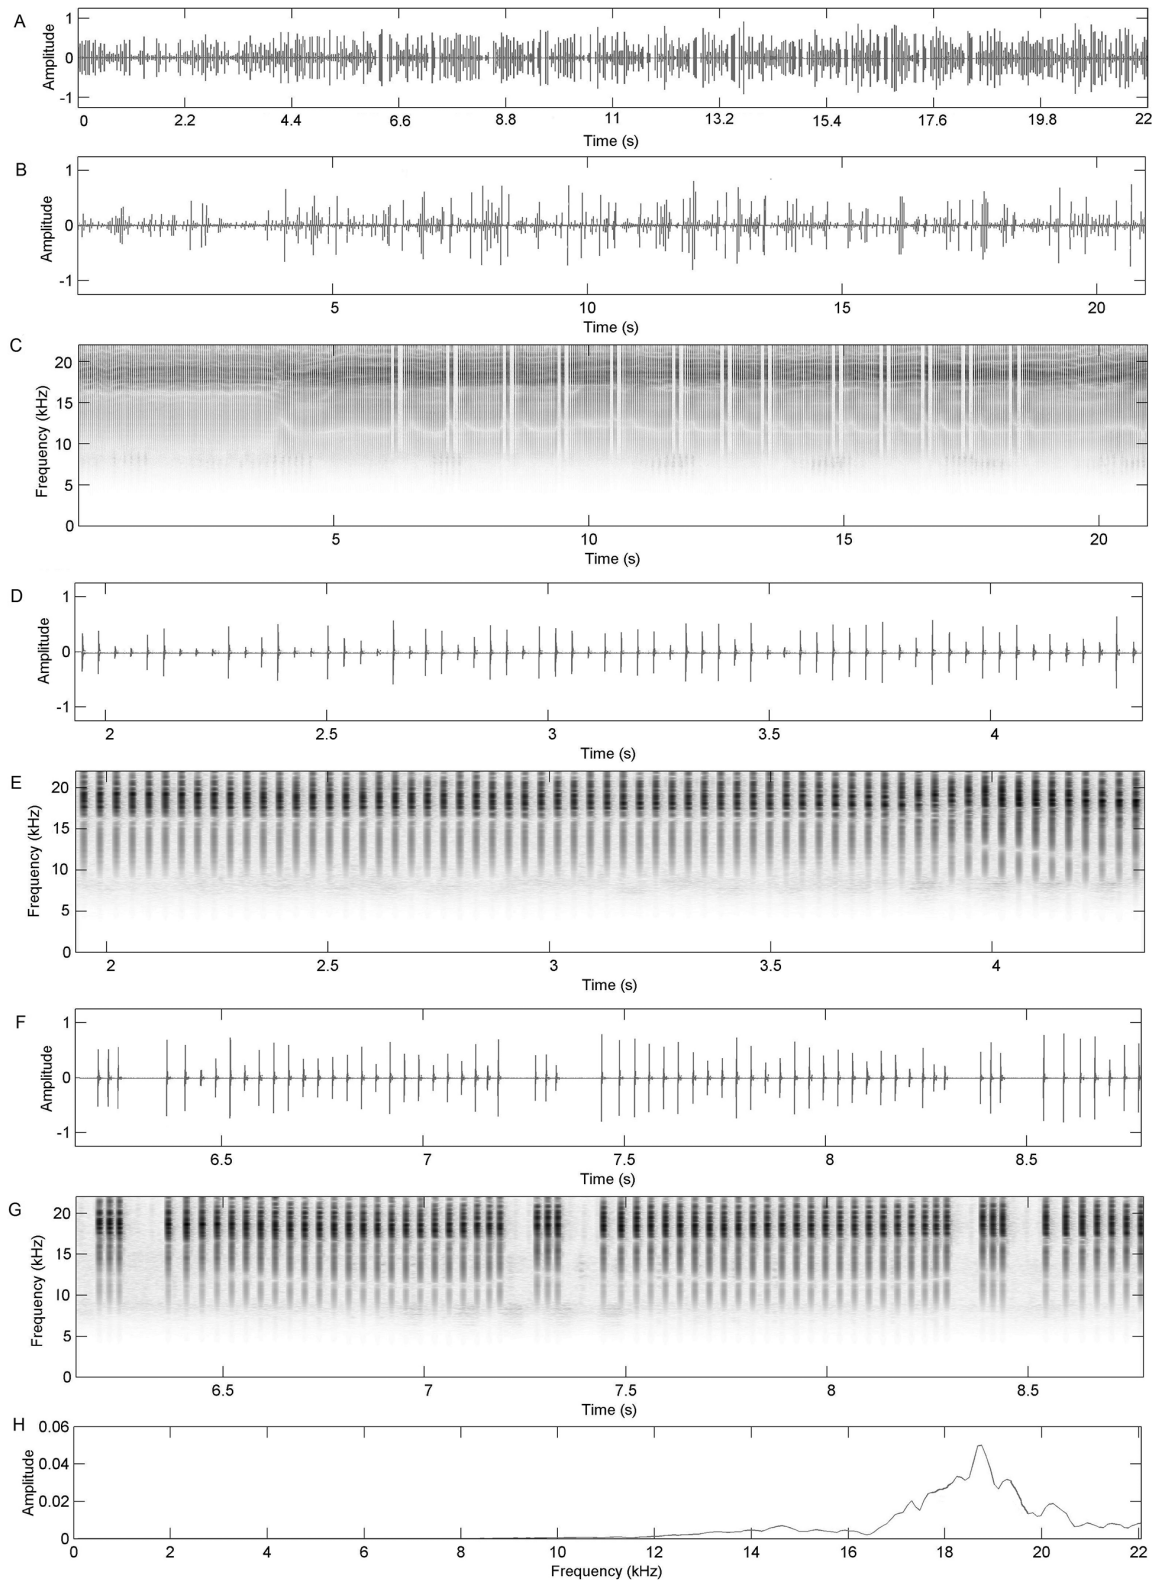 A
Amplitude
1
0
-1
0 2.2 4.4 6.6 8.8 11 13.2 15.4 17.6 19.8 22
Time (s)
B
Amplitude
1
0
-1
5 10 15 20
Time (s)
C
Frequency (kHz)
20
15
10
5
0
5 10 15 20
Time (s)
D
Amplitude
1
0
-1
2 2.5 3 3.5 4
Time (s)
E
Frequency (kHz)
20
15
10
5
0
2 2.5 3 3.5 4
Time (s)
F
Amplitude
1
0
-1
6.5 7 7.5 8 8.5
Time (s)
G
Frequency (kHz)
20
15
10
5
0
6.5 7 7.5 8 8.5
Time (s)
H
Amplitude
0.06
0.04
0.02
0
0 2 4 6 8 10 12 14 16 18 20 22
Frequency (kHz)